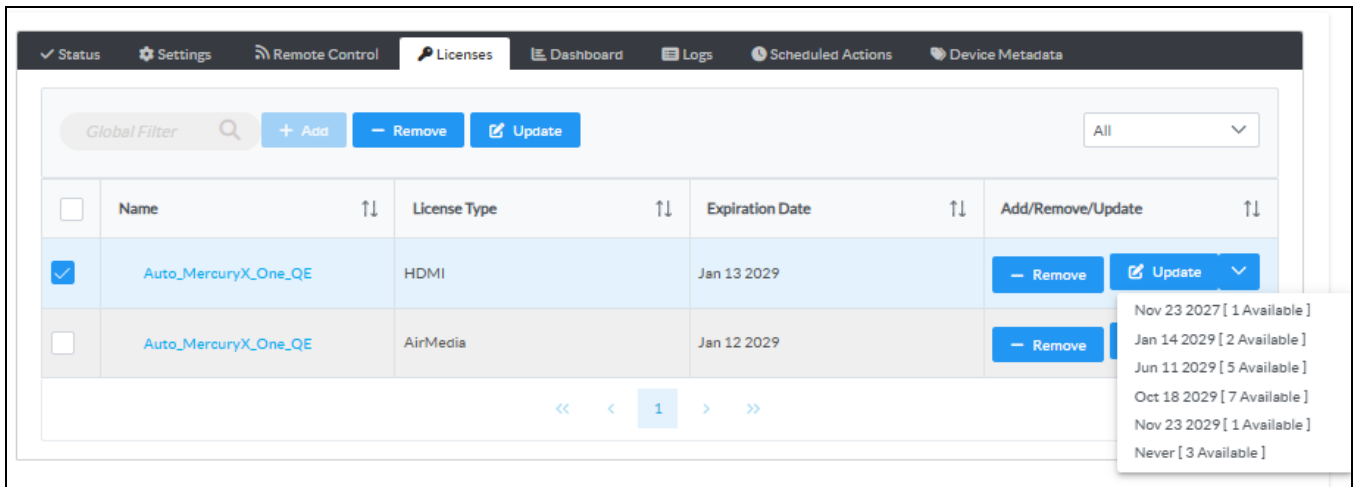 Status Settings Remote Control Licenses Dashboard Logs Scheduled Actions Device Metadata
Global Filter + Add − Remove Update All
Name License Type Expiration Date Add/Remove/Update
Auto_MercuryX_One_QE HDMI Jan 13 2029 − Remove Update
Nov 23 2027 [ 1 Available ]
Auto_MercuryX_One_QE AirMedia Jan 12 2029 − Remove
Jan 14 2029 [ 2 Available ]
Jun 11 2029 [ 5 Available ]
Oct 18 2029 [ 7 Available ]
Nov 23 2029 [ 1 Available ]
Never [ 3 Available ]
« ‹ 1 › »